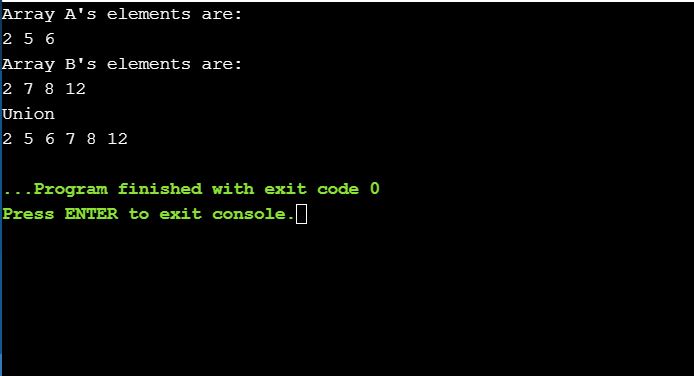 Array A's elements are:
2 5 6
Array B's elements are:
2 7 8 12
Union
2 5 6 7 8 12
...Program finished with exit code 0
Press ENTER to exit console.